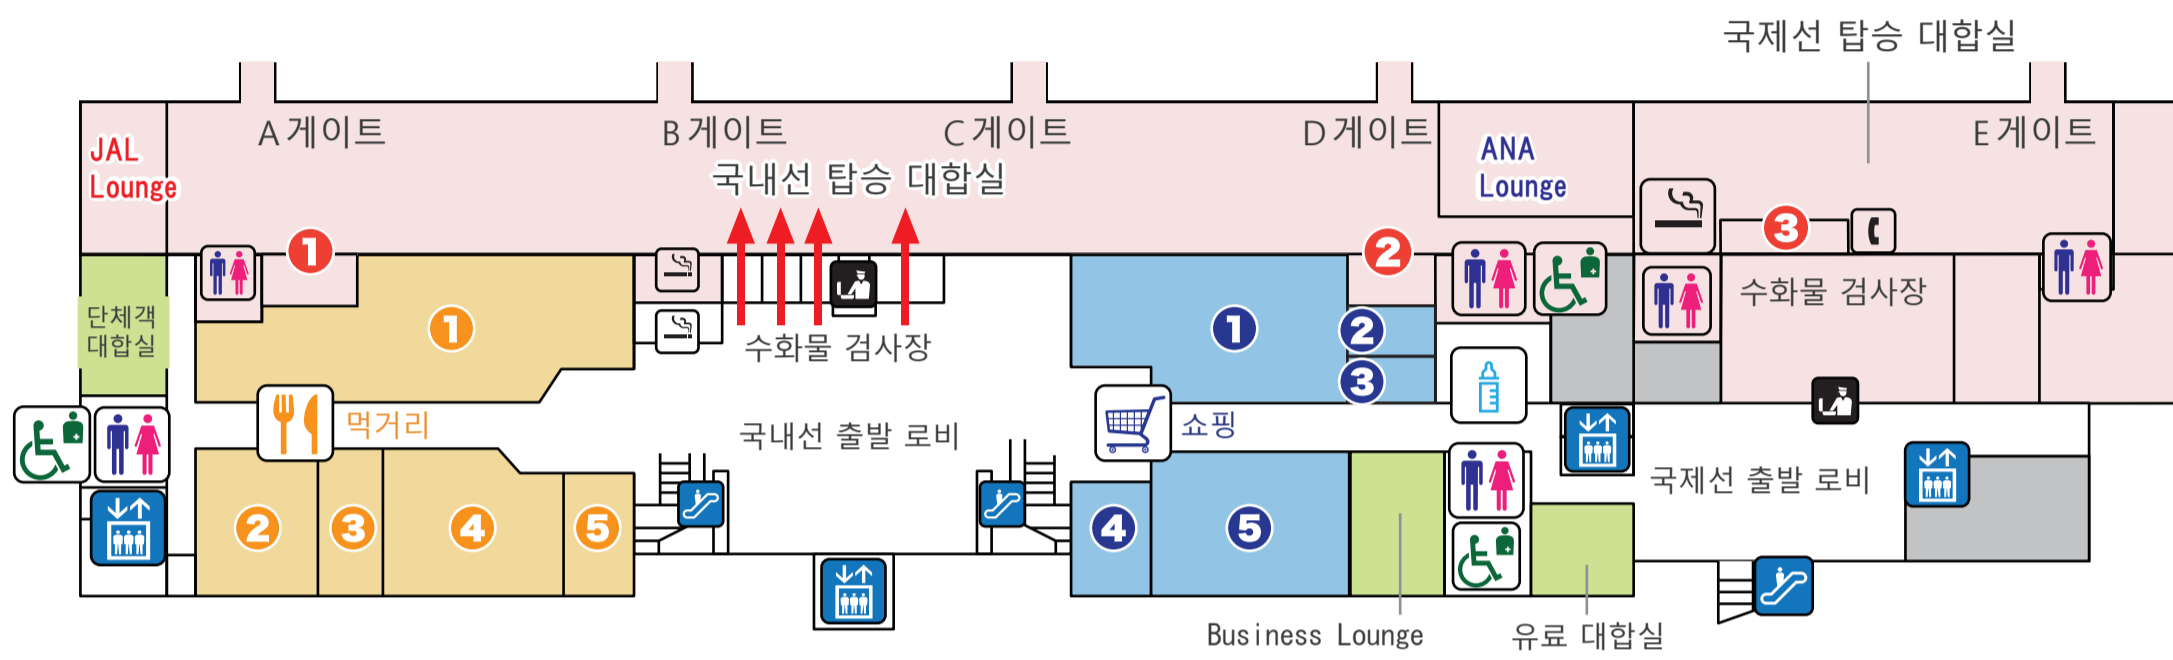 국제선 탑승 대합실
A 게이트
B 게이트
C 게이트
D 게이트
E 게이트
JAL
Lounge
ANA
Lounge
국내선 탑승 대합실
1
2
3
단체객
대합실
1
수화물 검사장
1
2
3
수화물 검사장
먹거리
국내선 출발 로비
쇼핑
국제선 출발 로비
2
3
4
5
4
5
Business Lounge
유료 대합실